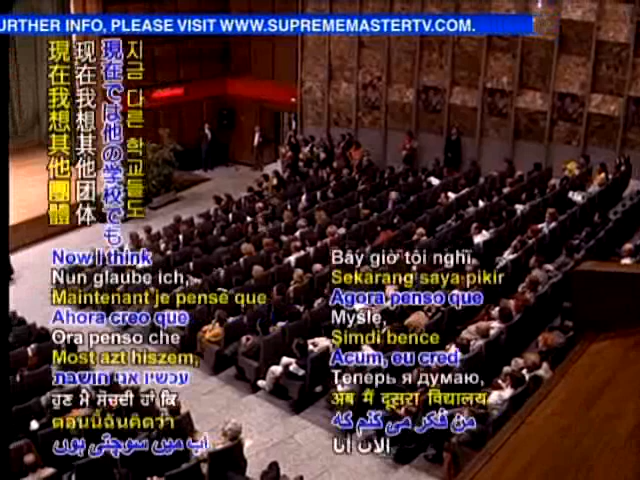 URTHER INFO, PLEASE VISIT WWW.SUPREMEMASTERTV.COM.
現在我想其他團體
现在我想其他团体
現在では他の学校でも
지금 다른 학교들도
Now I think
Nun glaube ich,
Maintenant je pense que
Ahora creo que
Ora penso che
Most azt hiszem,
עכשיו אני חושבת
ਹੁਣ ਮੈਂ ਸੋਚਦੀ ਹਾਂ ਕਿ
ตอนนี้ฉันคิดว่า
اب میں سوچتی ہوں
Bây giờ tôi nghĩ
Sekarang saya pikir
Agora penso que
Myślę,
Şimdi bence
Acum, eu cred
Теперь я думаю,
अब मैं दूसरा विद्यालय
من فکر می کنم که
الآن أنا